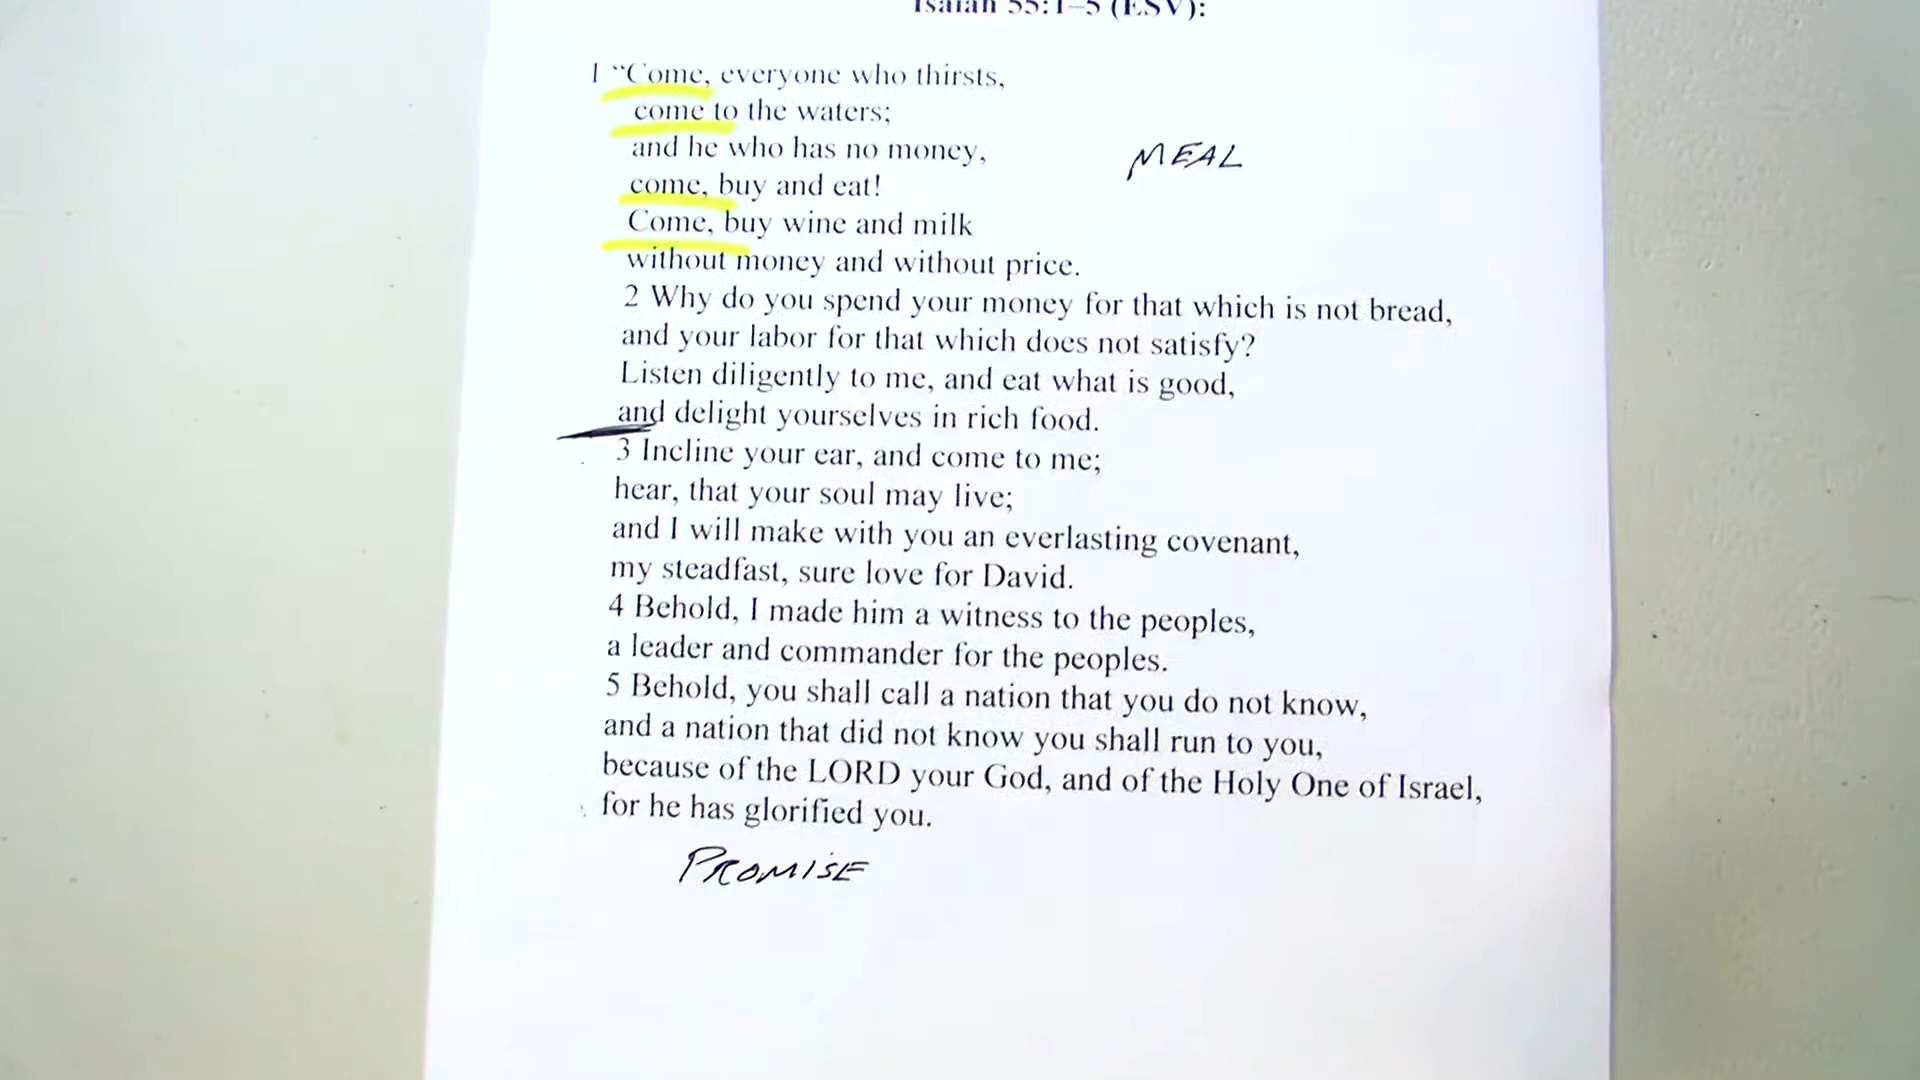 Isaiah 55:1–5 (ESV):
1 “Come, everyone who thirsts,
come to the waters;
and he who has no money,
MEAL
come, buy and eat!
Come, buy wine and milk
without money and without price.
2 Why do you spend your money for that which is not bread,
and your labor for that which does not satisfy?
Listen diligently to me, and eat what is good,
and delight yourselves in rich food.
3 Incline your ear, and come to me;
hear, that your soul may live;
and I will make with you an everlasting covenant,
my steadfast, sure love for David.
4 Behold, I made him a witness to the peoples,
a leader and commander for the peoples.
5 Behold, you shall call a nation that you do not know,
and a nation that did not know you shall run to you,
because of the LORD your God, and of the Holy One of Israel,
for he has glorified you.
PROMISE